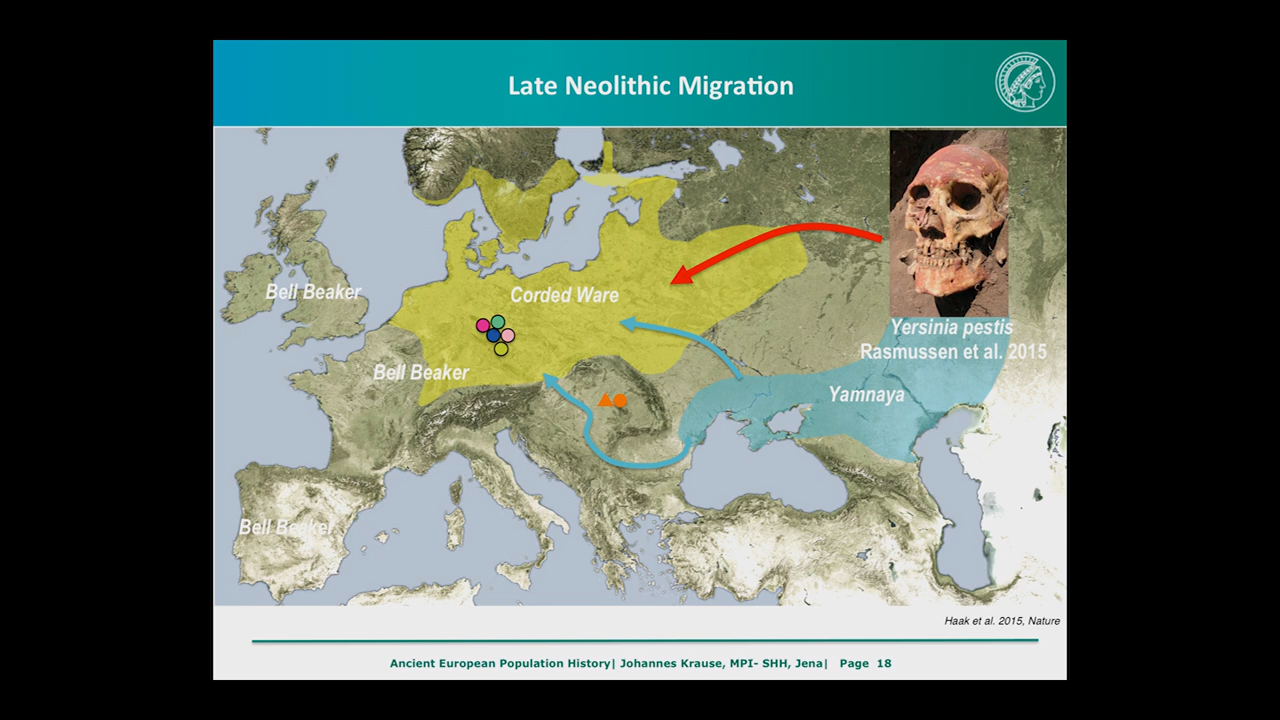 Late Neolithic Migration
Bell Beaker
Corded Ware
Yersinia pestis
Rasmussen et al. 2015
Bell Beaker
Yamnaya
Bell Beaker
Haak et al. 2015, Nature
Ancient European Population History| Johannes Krause, MPI- SHH, Jena| Page 18